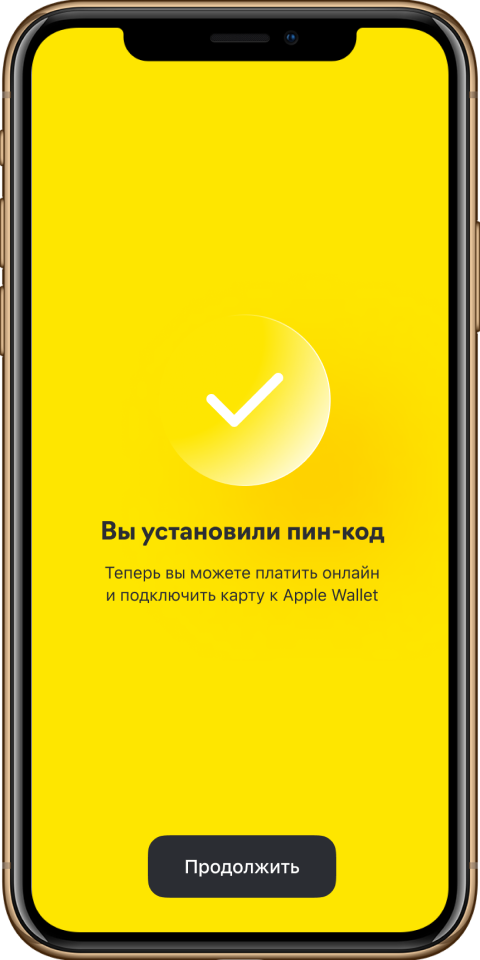 Вы установили пин-код
Теперь вы можете платить онлайн
и подключить карту к Apple Wallet
Продолжить